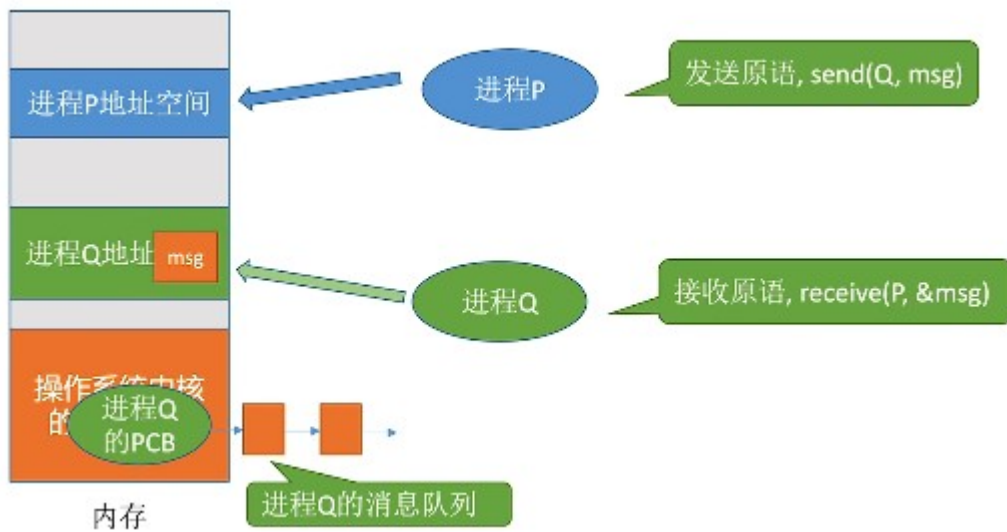 进程P地址空间
进程P
发送原语, send(Q, msg)
进程Q地址
msg
进程Q
接收原语, receive(P, &msg)
操作系统内核
的
进程Q
的PCB
进程Q的消息队列
内存